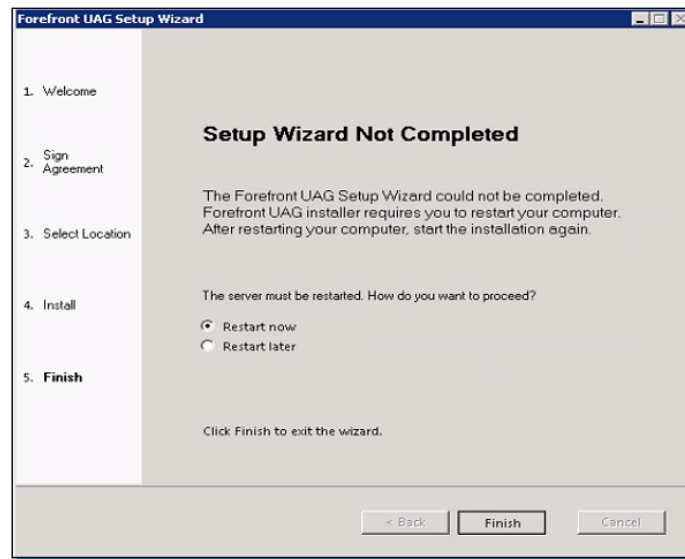 Forefront UAG Setup Wizard
1. Welcome
2. Sign
Agreement
3. Select Location
4. Install
5. Finish
Setup Wizard Not Completed
The Forefront UAG Setup Wizard could not be completed.
Forefront UAG installer requires you to restart your computer.
After restarting your computer, start the installation again.
The server must be restarted. How do you want to proceed?
Restart now
Restart later
Click Finish to exit the wizard.
< Back
Finish
Cancel